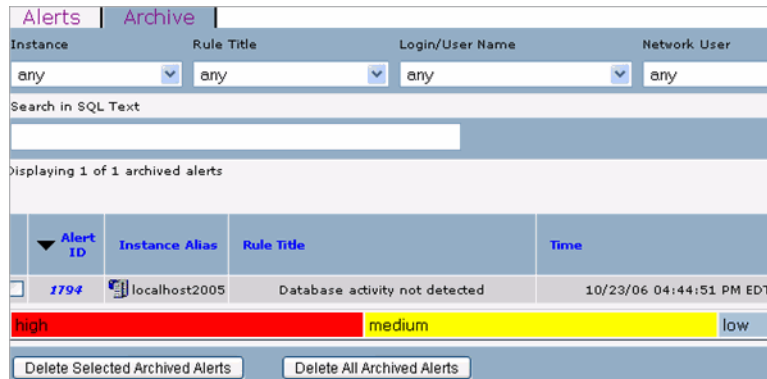 Alerts Archive
Instance Rule Title Login/User Name Network User
any any any any
Search in SQL Text
Displaying 1 of 1 archived alerts
Alert ID Instance Alias Rule Title Time
1794 localhost2005 Database activity not detected 10/23/06 04:44:51 PM EDT
high medium low
Delete Selected Archived Alerts Delete All Archived Alerts